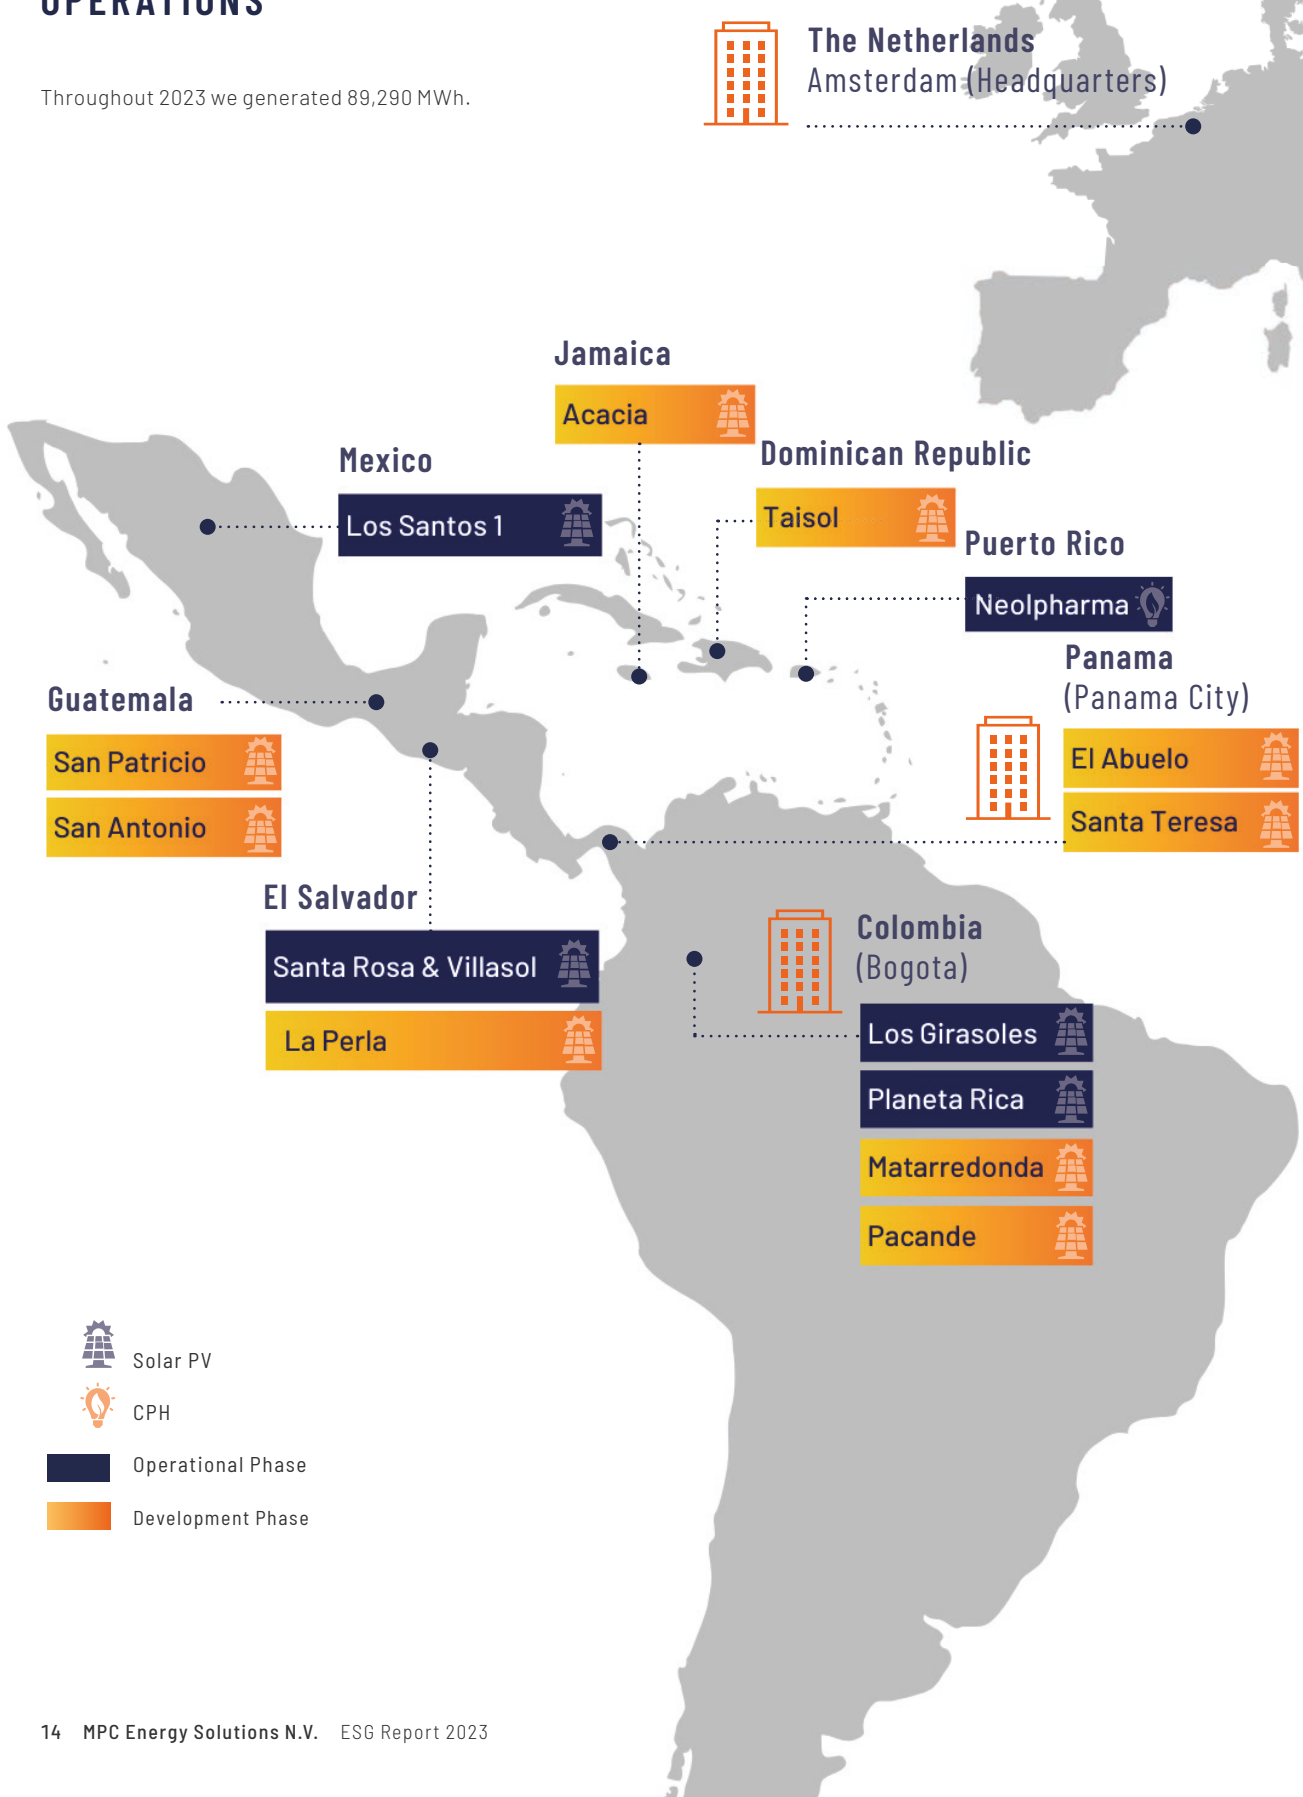 OPERATIONS
Throughout 2023 we generated 89,290 MWh.
The Netherlands
Amsterdam (Headquarters)
Jamaica
Acacia
Mexico
Los Santos 1
Dominican Republic
Taisol
Puerto Rico
Neolpharma
Panama
(Panama City)
El Abuelo
Santa Teresa
Guatemala
San Patricio
San Antonio
El Salvador
Santa Rosa & Villasol
La Perla
Colombia
(Bogota)
Los Girasoles
Planeta Rica
Matarredonda
Pacande
Solar PV
CPH
Operational Phase
Development Phase
14 MPC Energy Solutions N.V. ESG Report 2023